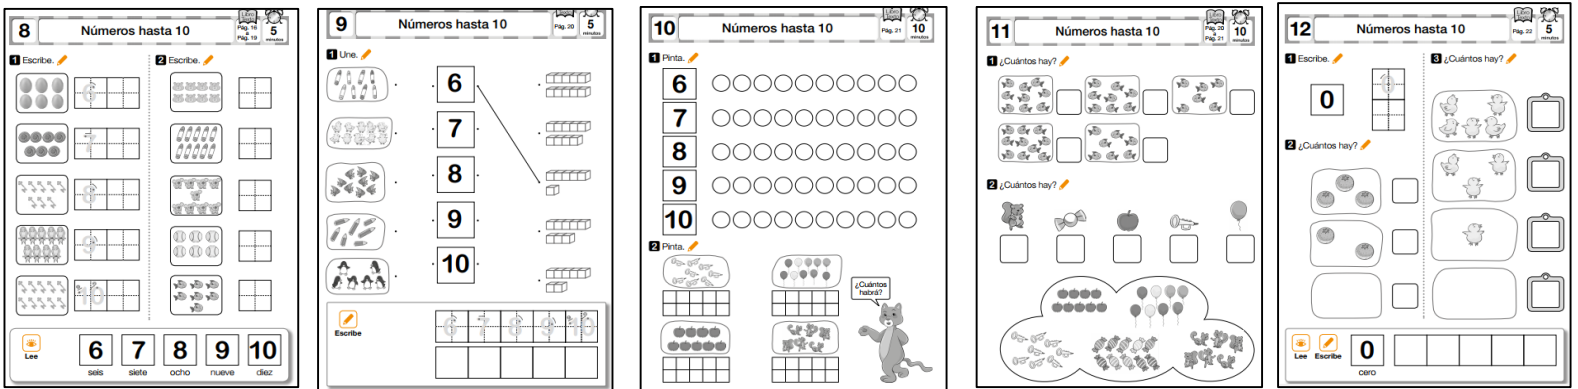 8
Números hasta 10
Pág. 16
a
Pág. 19
5
minutos
1 Escribe.
6
7
8
9
10
2 Escribe.
Lee
6 7 8 9 10
seis siete ocho nueve diez
9
Números hasta 10
Pág. 20
5
minutos
1 Une.
6
7
8
9
10
Escribe
6 7 8 9 10
10
Números hasta 10
Pág. 21
10
minutos
1 Pinta.
6
7
8
9
10
2 Pinta.
¿Cuántos
habrá?
11
Números hasta 10
Pág. 20
a
Pág. 21
10
minutos
1 ¿Cuántos hay?
2 ¿Cuántos hay?
12
Números hasta 10
Pág. 22
5
minutos
1 Escribe.
0
0
2 ¿Cuántos hay?
3 ¿Cuántos hay?
Lee
Escribe
0
cero